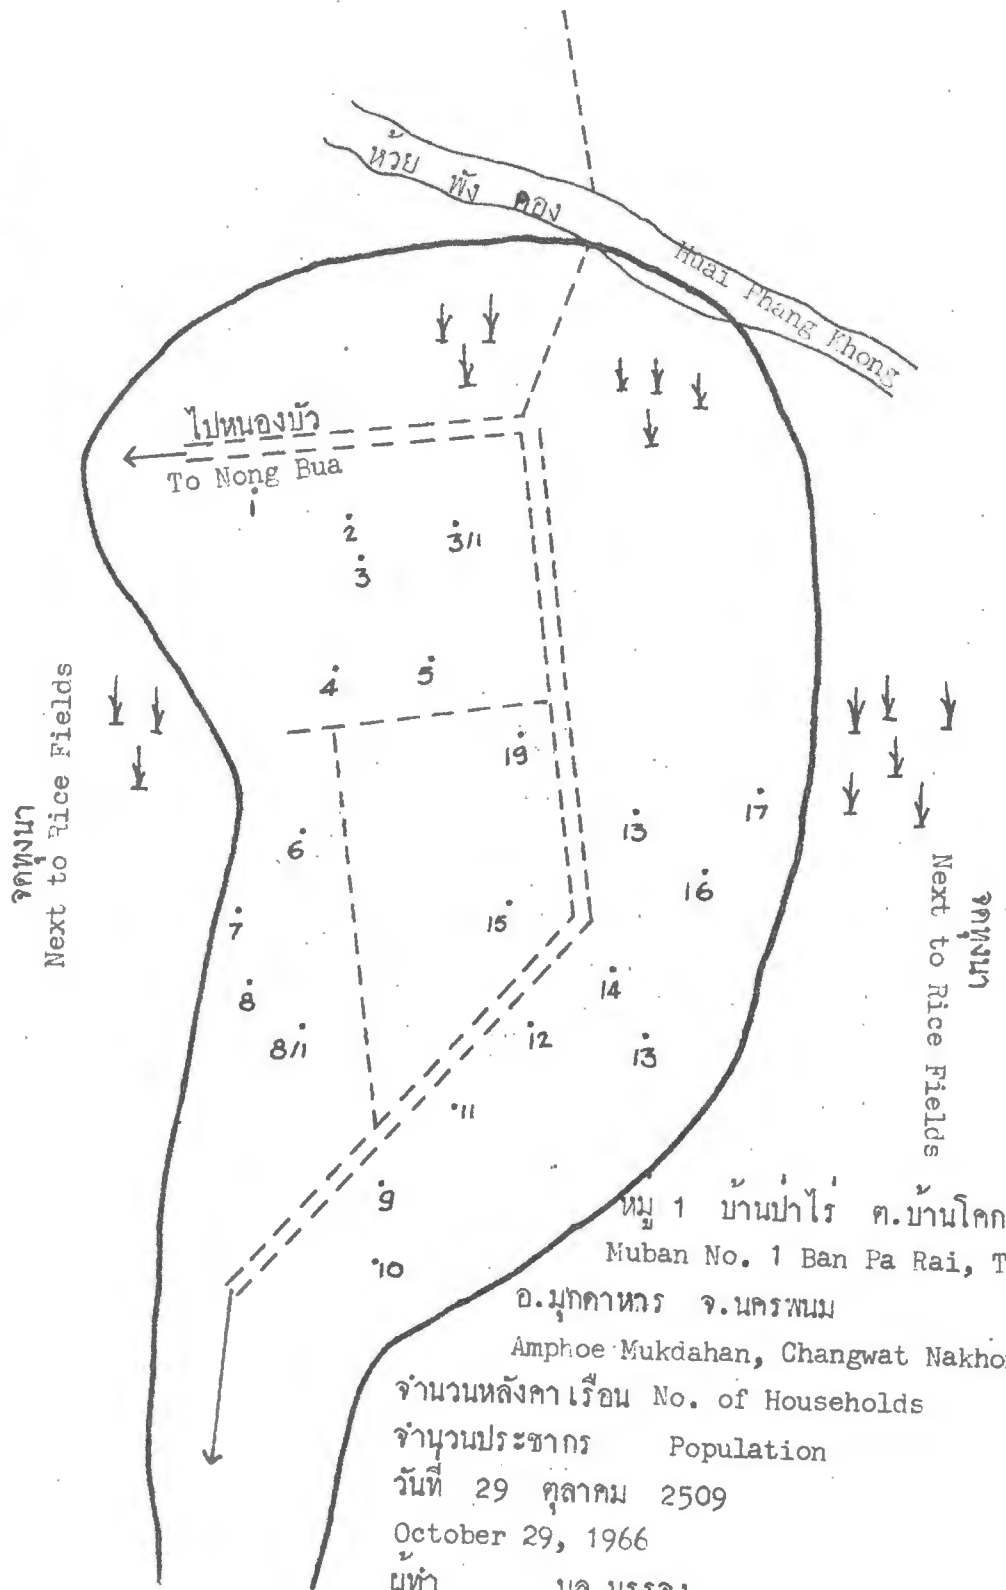 ห้วย พัง คอง
Huai Phang Khong
ไปหนองบัว
To Nong Bua
1
2
3/1
3
4
5
19
17
13
6
16
7
15
8
14
8/1
12
13
11
9
10
จดทุ่งนา
Next to Rice Fields
จดทุ่งนา
Next to Rice Fields
หมู่ 1 บ้านป่าไร่ ต.บ้านโคก
Muban No. 1 Ban Pa Rai, T
อ.มุกดาหาร จ.นครพนม
Amphoe Mukdahan, Changwat Nakho
จำนวนหลังคาเรือน No. of Households
จำนวนประชากร Population
วันที่ 29 ตุลาคม 2509
October 29, 1966
ผู้ทำ